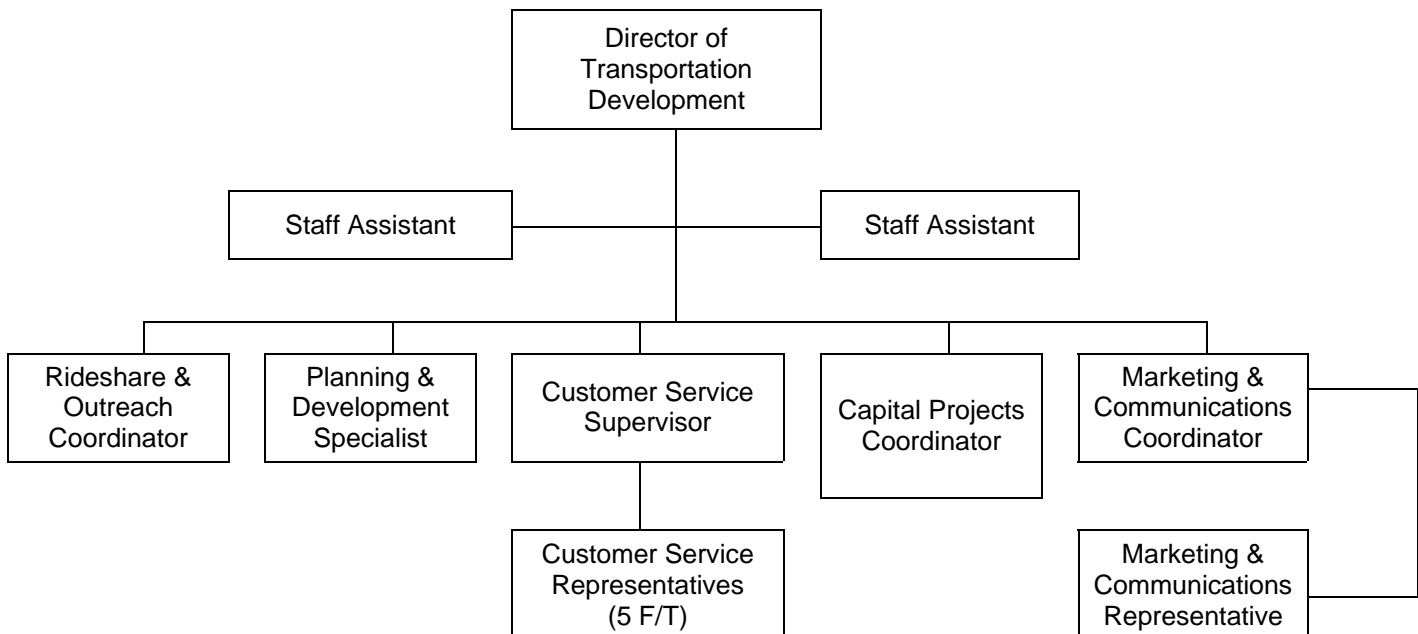 Director of
Transportation
Development
Staff Assistant
Staff Assistant
Rideshare &
Outreach
Coordinator
Planning &
Development
Specialist
Customer Service
Supervisor
Capital Projects
Coordinator
Marketing &
Communications
Coordinator
Customer Service
Representatives
(5 F/T)
Marketing &
Communications
Representative